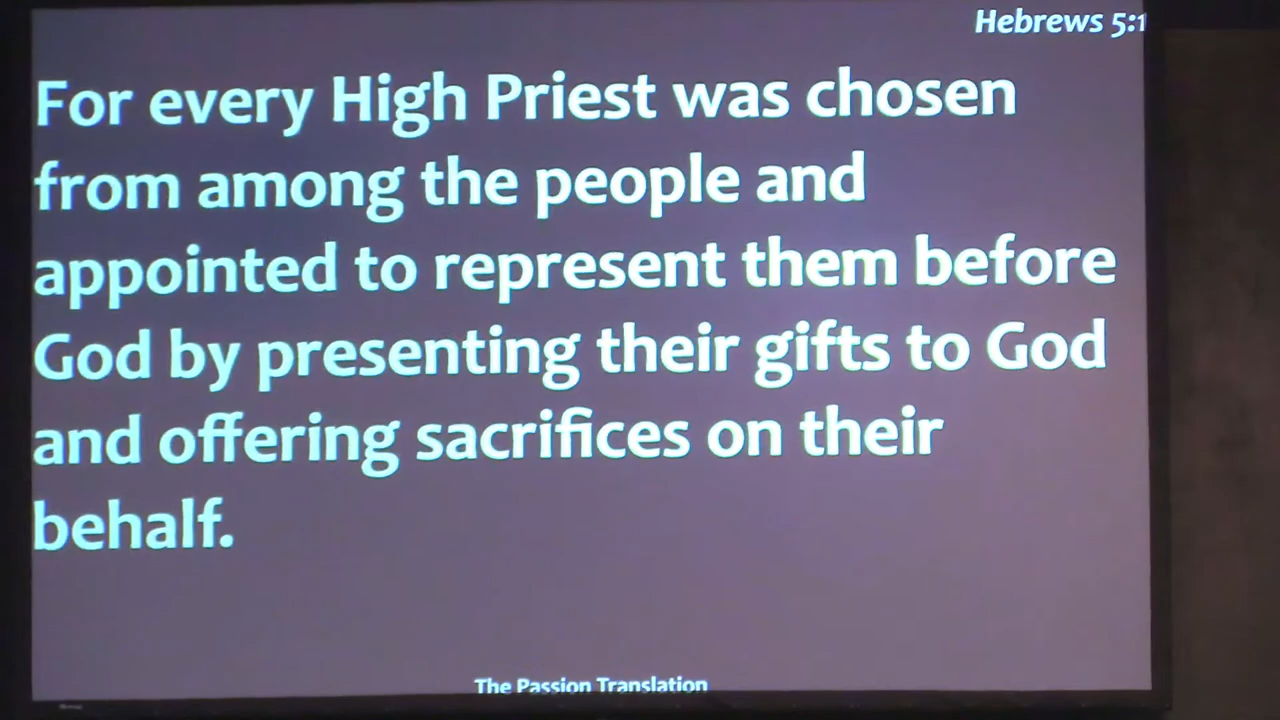 Hebrews 5:1
For every High Priest was chosen
from among the people and
appointed to represent them before
God by presenting their gifts to God
and offering sacrifices on their
behalf.
The Passion Translation